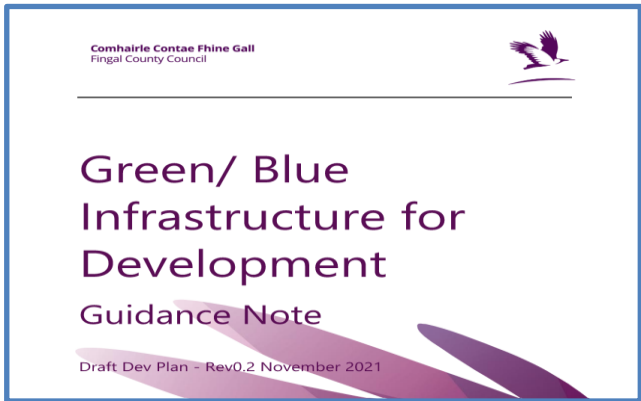 Comhairle Contae Fhine Gall
Fingal County Council
Green/ Blue
Infrastructure for
Development
Guidance Note
Draft Dev Plan - Rev0.2 November 2021